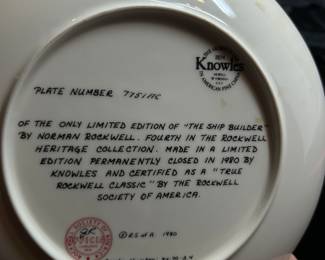 Knowles
PLATE NUMBER
OF THE ONLY LIMITED EDITION OF "THE SHIP BUILDER"
BY NORMAN ROCKWELL. FOURTH IN THE ROCKWELL
HERITAGE COLLECTION. MADE IN A LIMITED
EDITION PERMANENTLY CLOSED IN 1980 BY
KNOWLES AND CERTIFIED AS A "TRUE
ROCKWELL CLASSIC" BY THE ROCKWELL
SOCIETY OF AMERICA.
© RS of A 1980